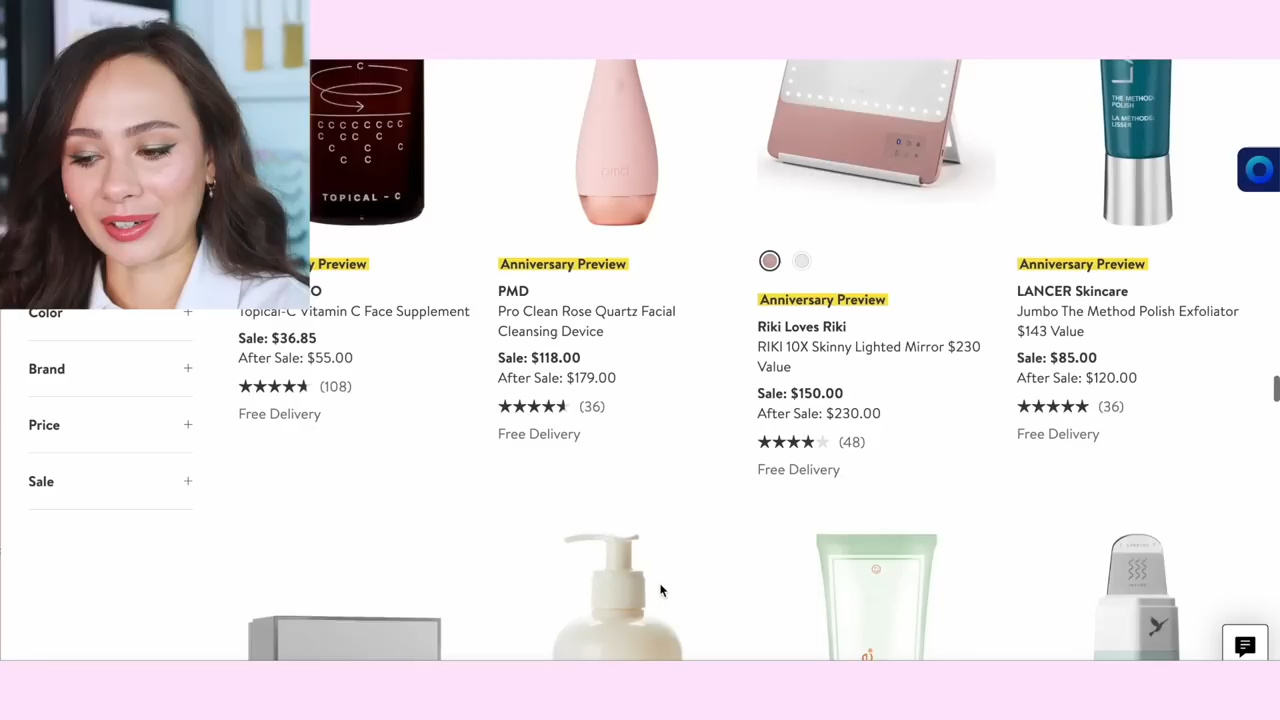 C
C C C C C C C C
C C C C
C C C
C C
TOPICAL - C
y Preview
O
Topical-C Vitamin C Face Supplement
Sale: $36.85
After Sale: $55.00
(108)
Free Delivery
pmd
Anniversary Preview
PMD
Pro Clean Rose Quartz Facial
Cleansing Device
Sale: $118.00
After Sale: $179.00
(36)
Free Delivery
Anniversary Preview
Riki Loves Riki
RIKI 10X Skinny Lighted Mirror $230
Value
Sale: $150.00
After Sale: $230.00
(48)
Free Delivery
THE METHOD:
POLISH
LA MÉTHODE:
LISSER
Anniversary Preview
LANCER Skincare
Jumbo The Method Polish Exfoliator
$143 Value
Sale: $85.00
After Sale: $120.00
(36)
Free Delivery
Color +
Brand +
Price +
Sale +